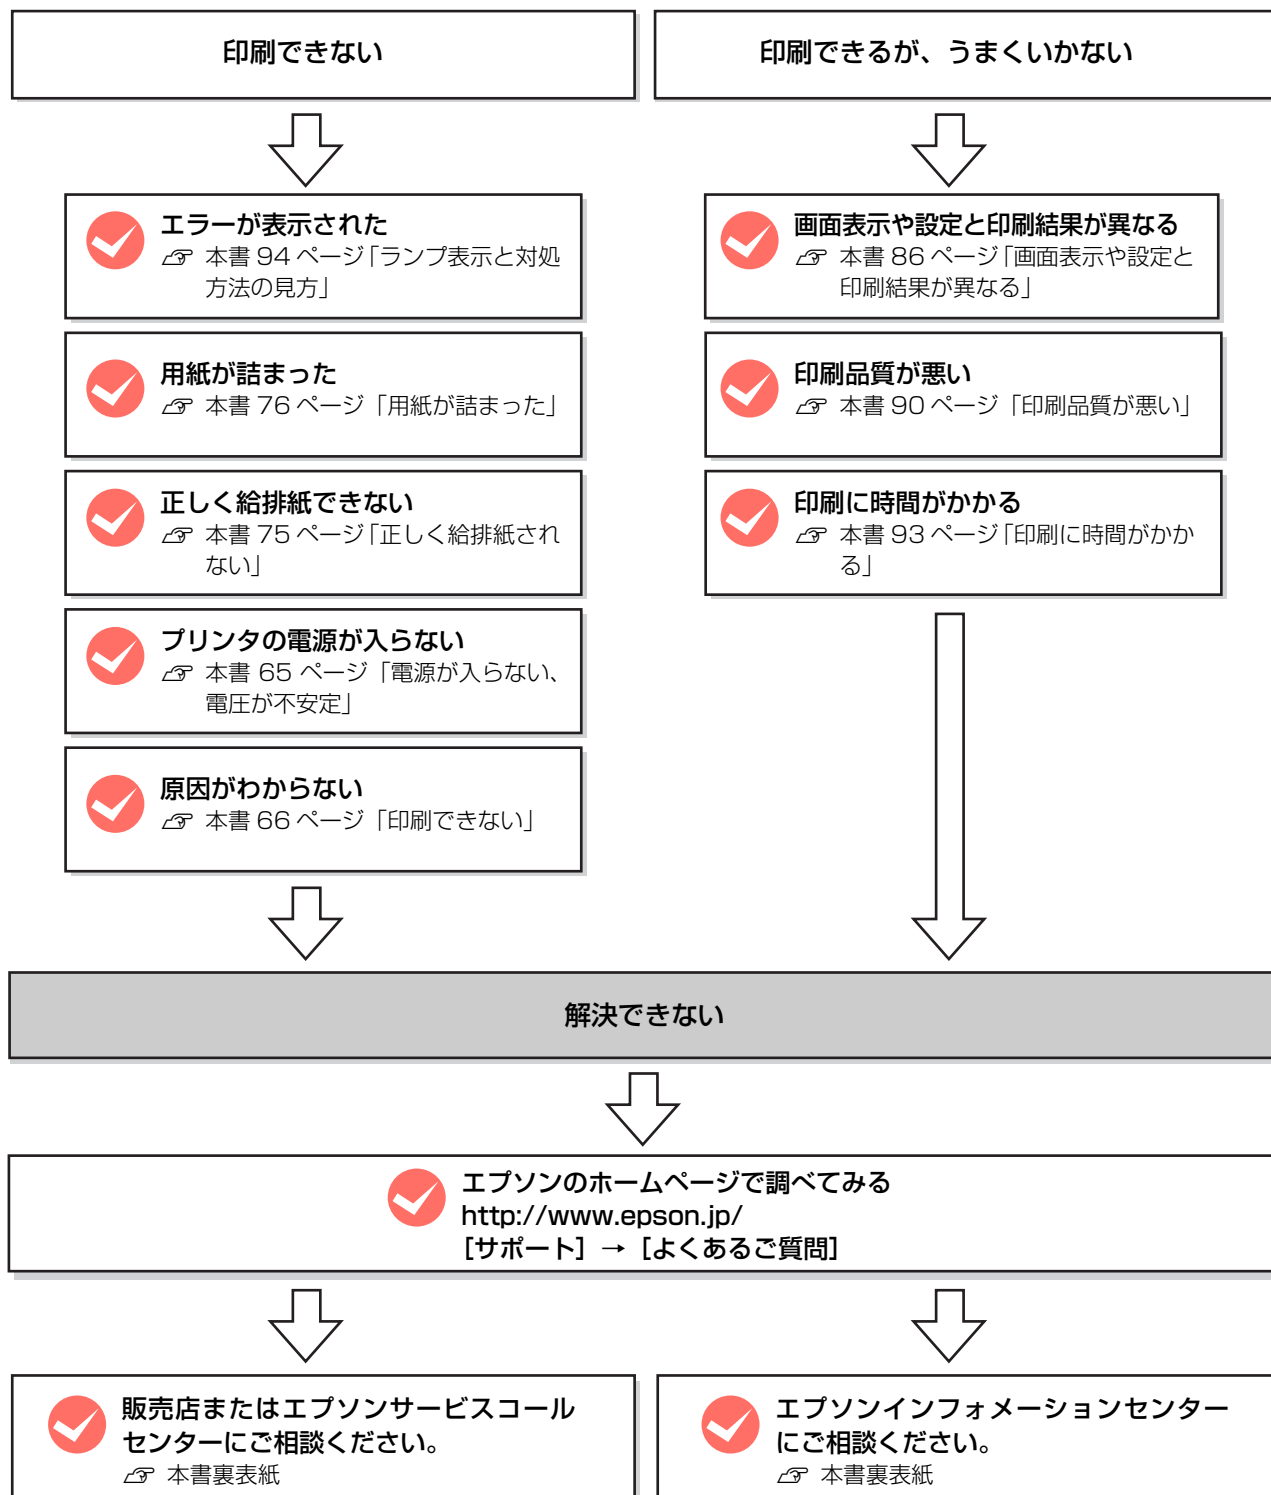 印刷できない
エラーが表示された
本書 94 ページ「ランプ表示と対処
方法の見方」
用紙が詰まった
本書 76 ページ「用紙が詰まった」
正しく給排紙できない
本書 75 ページ「正しく給排紙され
ない」
プリンタの電源が入らない
本書 65 ページ「電源が入らない、
電圧が不安定」
原因がわからない
本書 66 ページ「印刷できない」
印刷できるが、うまくいかない
画面表示や設定と印刷結果が異なる
本書 86 ページ「画面表示や設定と
印刷結果が異なる」
印刷品質が悪い
本書 90 ページ「印刷品質が悪い」
印刷に時間がかかる
本書 93 ページ「印刷に時間がかか
る」
解決できない
エプソンのホームページで調べてみる
http://www.epson.jp/
［サポート］→［よくあるご質問］
販売店またはエプソンサービスコール
センターにご相談ください。
本書裏表紙
エプソンインフォメーションセンター
にご相談ください。
本書裏表紙